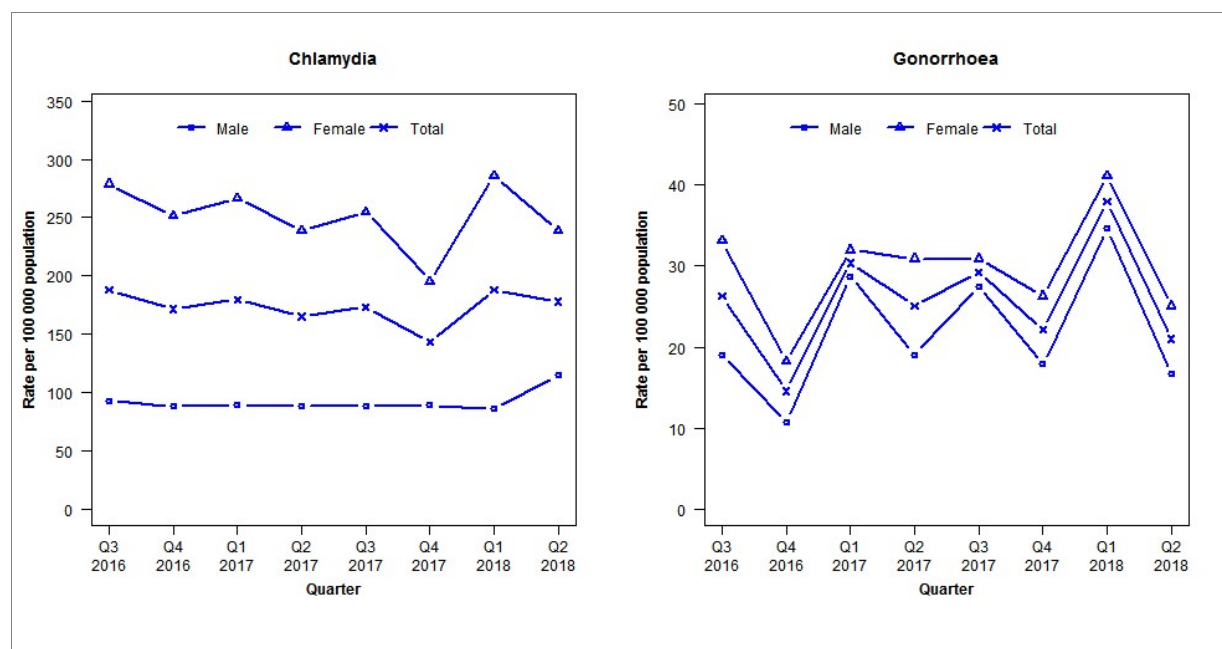 Chlamydia
Rate per 100 000 population
350
300
250
200
150
100
50
0
Male Female Total
Q3 Q4 Q1 Q2 Q3 Q4 Q1 Q2
2016 2016 2017 2017 2017 2017 2018 2018
Quarter
Gonorrhoea
Rate per 100 000 population
50
40
30
20
10
0
Male Female Total
Q3 Q4 Q1 Q2 Q3 Q4 Q1 Q2
2016 2016 2017 2017 2017 2017 2018 2018
Quarter